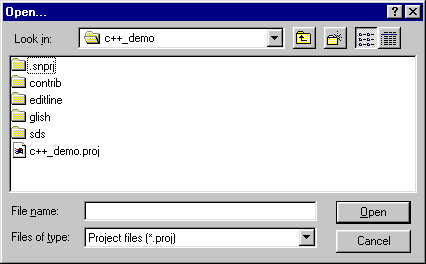 Open...
Look in: c++_demo
.snprj
contrib
editline
glish
sds
c++_demo.proj
File name: Open
Files of type: Project files (*.proj) Cancel